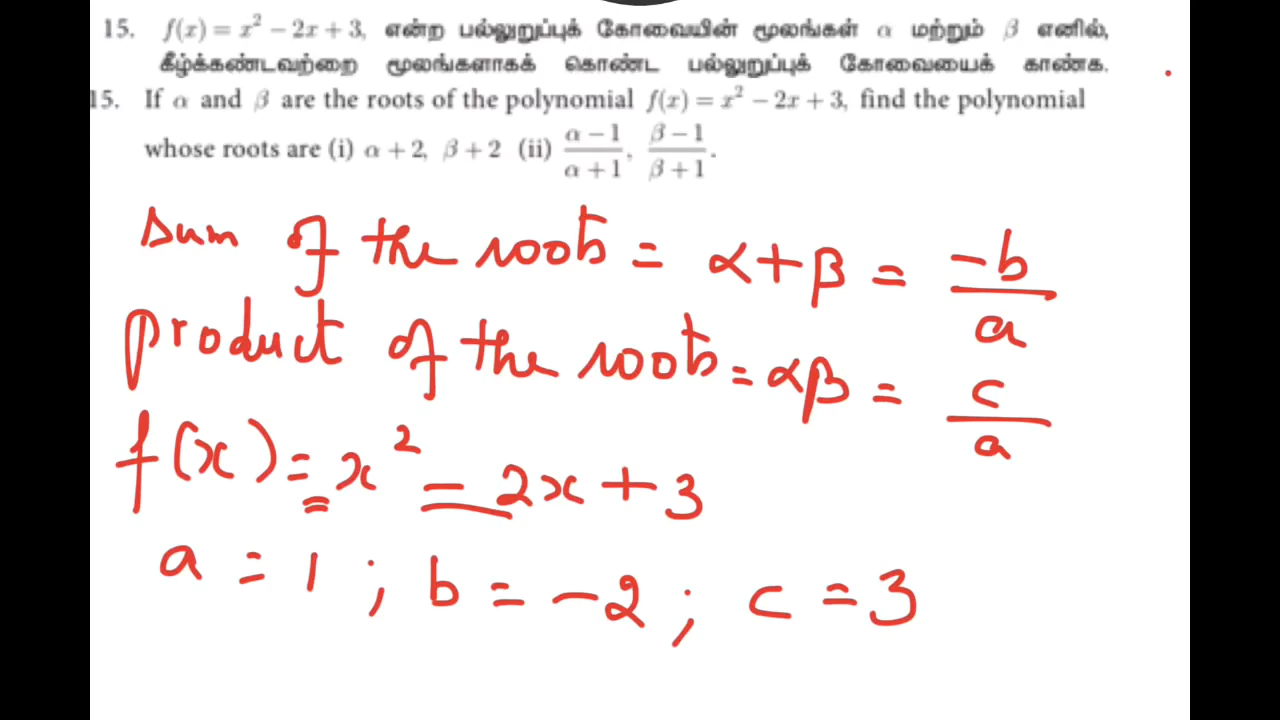 15. f(x) = x² − 2x + 3, என்ற பல்லுறுப்புக் கோவையின் மூலங்கள் α மற்றும் β எனில்,
கீழ்க்கண்டவற்றை மூலங்களாகக் கொண்ட பல்லுறுப்புக் கோவையைக் காண்க.
15. If α and β are the roots of the polynomial f(x) = x² − 2x + 3, find the polynomial
whose roots are (i) α + 2, β + 2 (ii) (α − 1)/(α + 1), (β − 1)/(β + 1).
sum of the roots = α + β = −b/a
product of the roots = αβ = c/a
f(x) = x² − 2x + 3
a = 1 ; b = −2 ; c = 3